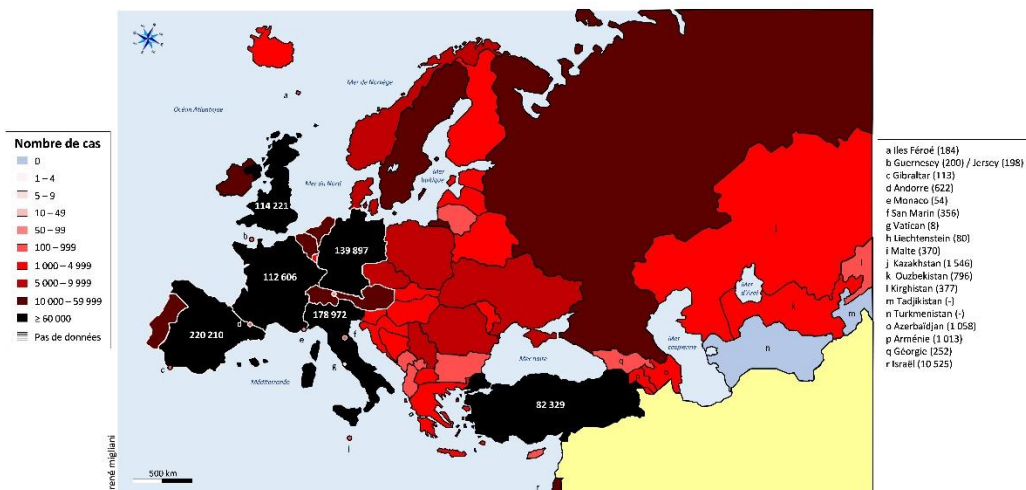 Océan Atlantique
Mer de Norvège
Mer du Nord
Mer
baltique
Mer noire
Mer
caspienne
Mer
d'Aral
Méditerranée
114 221
139 897
112 606
178 972
220 210
82 329
a
b
c
d
e
f
g
i
j
k
l
m
n
o
p
q
r
Nombre de cas
0
1 – 4
5 – 9
10 – 49
50 – 99
100 – 999
1 000 – 4 999
5 000 – 9 999
10 000 – 59 999
≥ 60 000
Pas de données
a Iles Féroé (184)
b Guernesey (200) / Jersey (198)
c Gibraltar (113)
d Andorre (622)
e Monaco (54)
f San Marin (356)
g Vatican (8)
h Liechtenstein (80)
i Malte (370)
j Kazakhstan (1 546)
k Ouzbekistan (796)
l Kirghistan (377)
m Tadjikistan (-)
n Turkmenistan (-)
o Azerbaïdjan (1 058)
p Arménie (1 013)
q Géorgie (252)
r Israël (10 525)
500 km
rené migliani